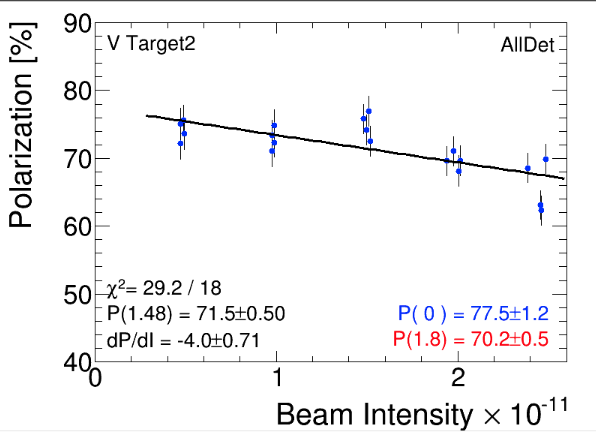 Polarization [%]
90
80
70
60
50
40
V Target2
AllDet
χ²= 29.2 / 18
P(1.48) = 71.5±0.50
dP/dI = -4.0±0.71
P( 0 ) = 77.5±1.2
P(1.8) = 70.2±0.5
0
1
2
Beam Intensity × 10⁻¹¹